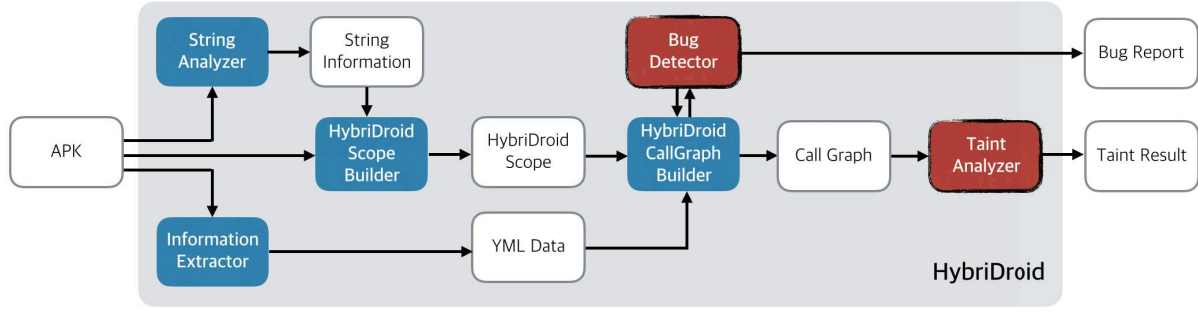 String
Analyzer
String
Information
Bug
Detector
Bug Report
APK
HybriDroid
Scope
Builder
HybriDroid
Scope
HybriDroid
CallGraph
Builder
Call Graph
Taint
Analyzer
Taint Result
Information
Extractor
YML Data
HybriDroid